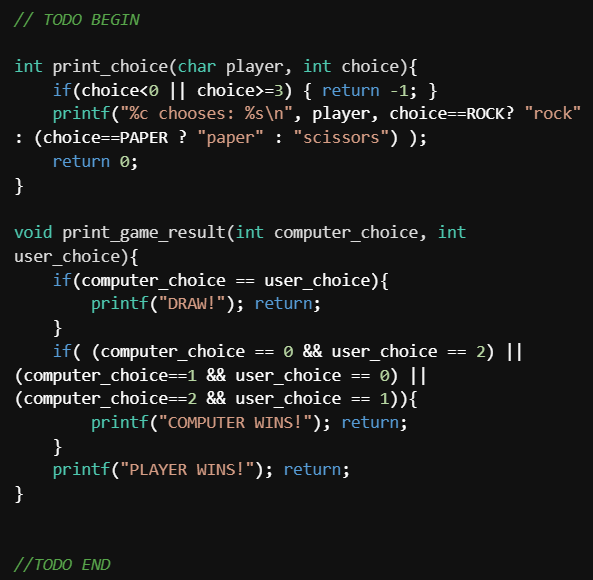 // TODO BEGIN
int print_choice(char player, int choice){
    if(choice<0 || choice>=3) { return -1; }
    printf("%c chooses: %s\n", player, choice==ROCK? "rock"
: (choice==PAPER ? "paper" : "scissors") );
    return 0;
}
void print_game_result(int computer_choice, int
user_choice){
    if(computer_choice == user_choice){
        printf("DRAW!"); return;
    }
    if( (computer_choice == 0 && user_choice == 2) ||
(computer_choice==1 && user_choice == 0) ||
(computer_choice==2 && user_choice == 1)){
        printf("COMPUTER WINS!"); return;
    }
    printf("PLAYER WINS!"); return;
}
//TODO END